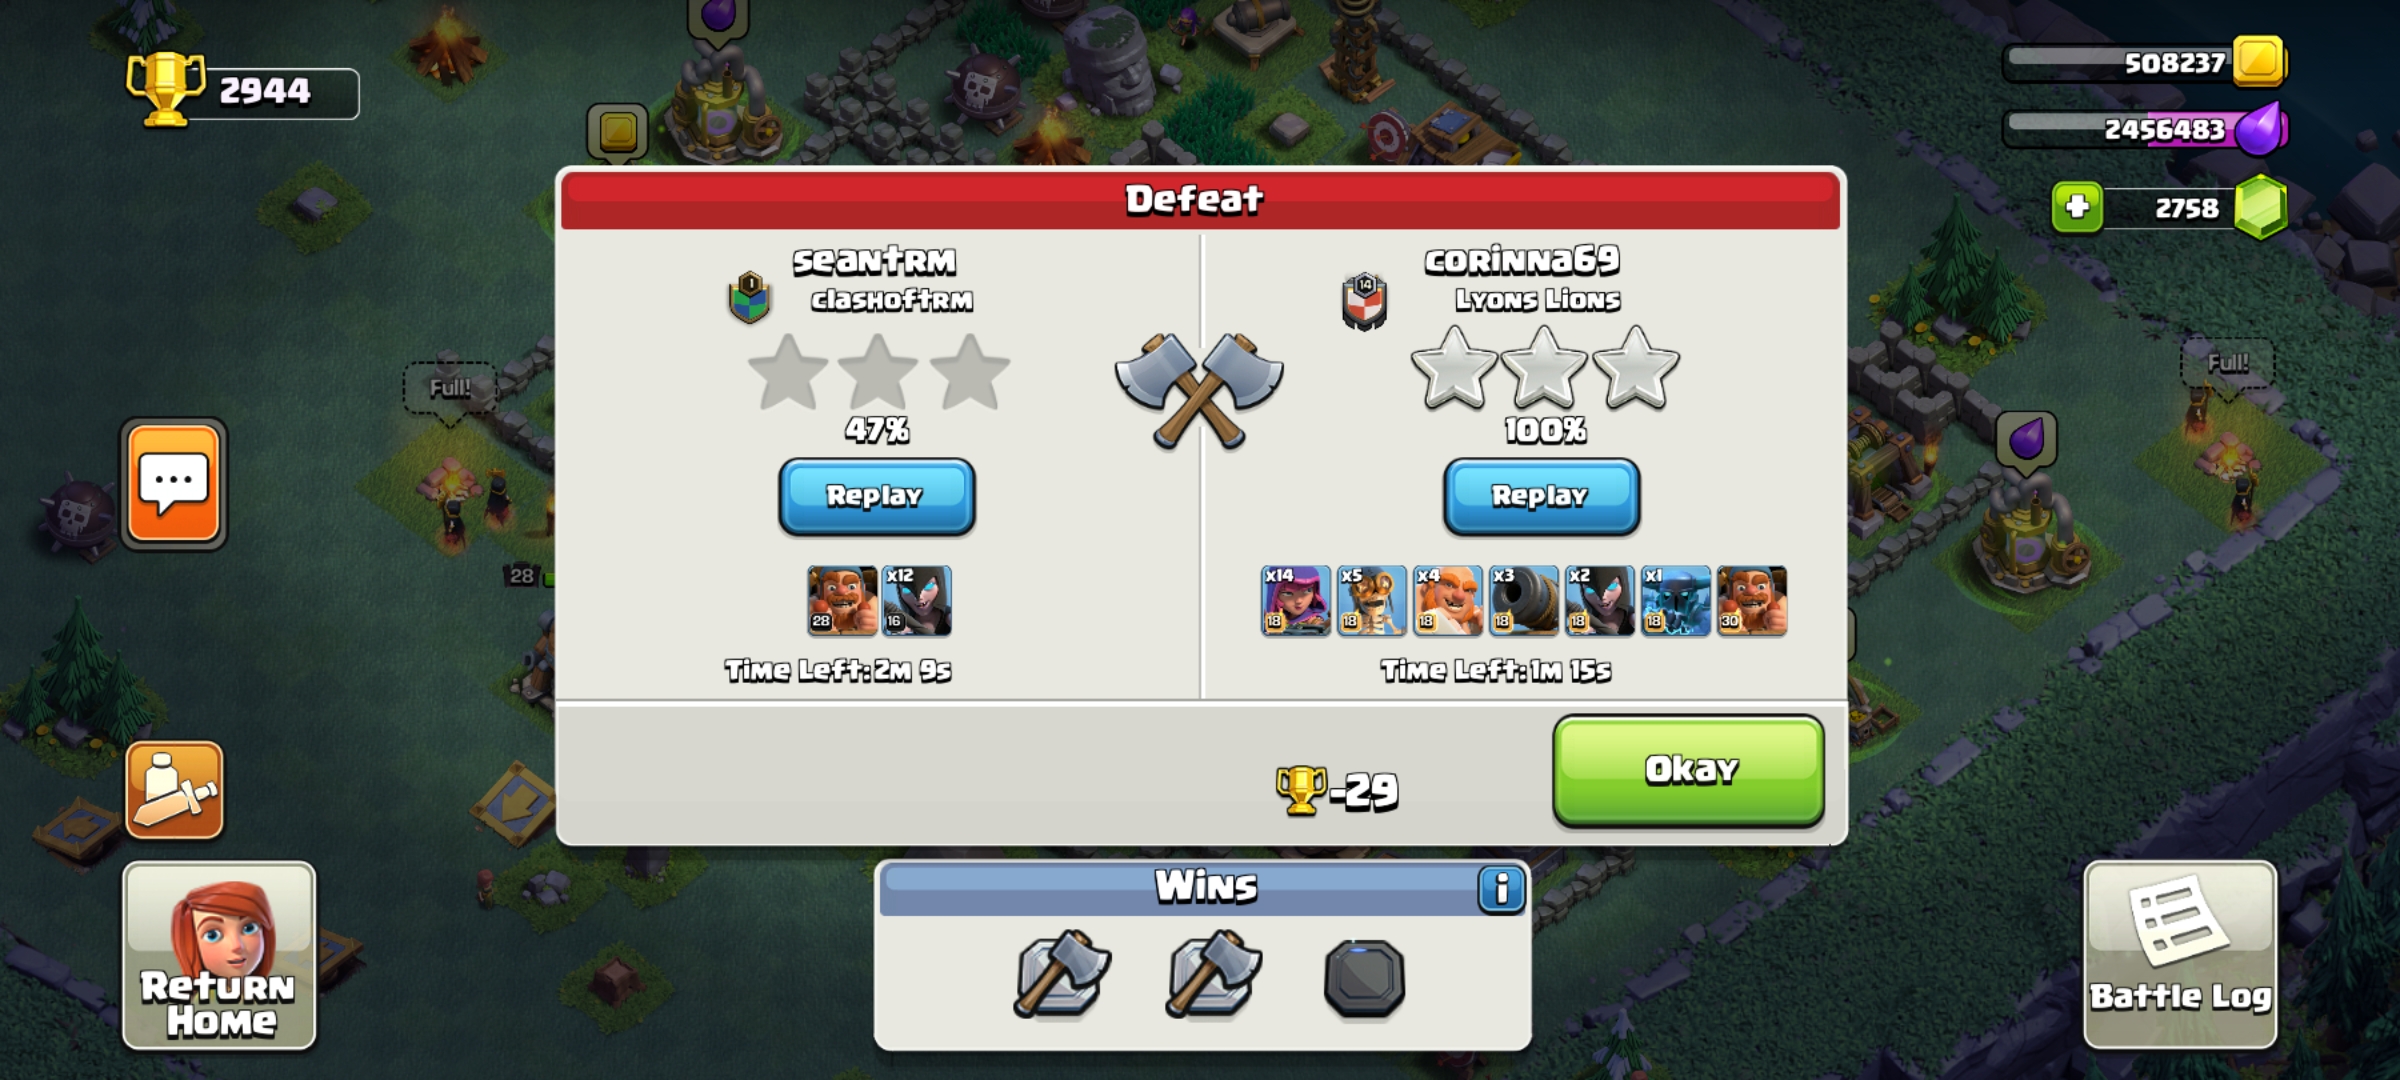 2944
508237
2456483
2758
Defeat
seantrm
clashoftrm
1
47%
Replay
28
x12
16
Time Left: 2m 9s
corinna69
Lyons Lions
14
100%
Replay
x14
x5
x4
x3
x2
x1
18
18
18
18
18
18
30
Time Left: 1m 15s
Full!
Full!
28
-29
Okay
Wins
i
Return
Home
Battle Log